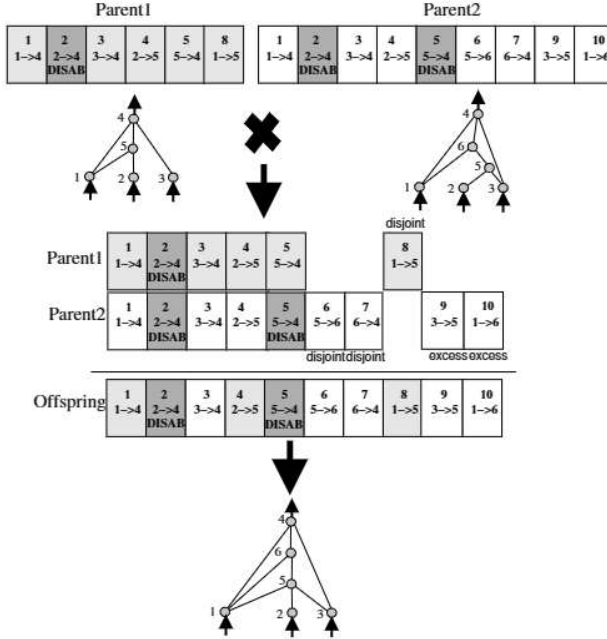 Parent1 Parent2
1 2 3 4 5 8 1 2 3 4 5 6 7 9 10
1->4 2->4 3->4 2->5 5->4 1->5 1->4 2->4 3->4 2->5 5->4 5->6 6->4 3->5 1->6
DISAB DISAB DISAB
4 4
5 6
5
1 2 3 1 2 3
disjoint
Parent1 1 2 3 4 5 8
1->4 2->4 3->4 2->5 5->4 1->5
DISAB
Parent2 1 2 3 4 5 6 7 9 10
1->4 2->4 3->4 2->5 5->4 5->6 6->4 3->5 1->6
DISAB DISAB
disjoint disjoint excess excess
Offspring 1 2 3 4 5 6 7 8 9 10
1->4 2->4 3->4 2->5 5->4 5->6 6->4 1->5 3->5 1->6
DISAB DISAB
4
6
5
1 2 3